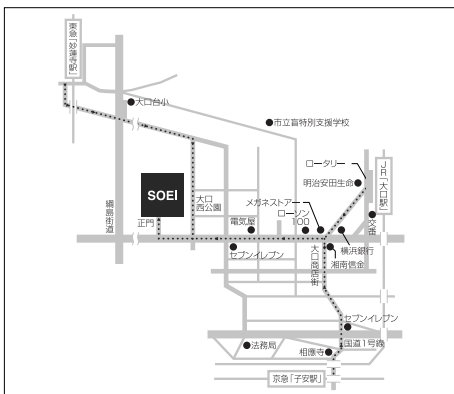 東急「妙蓮寺駅」
大口台小
市立盲特別支援学校
ロータリー
明治安田生命
JR「大口駅」
SOEI
大口
西公園
メガネストア
ローソン
100
交番
綱島街道
正門
電気屋
横浜銀行
セブンイレブン
大口商店街
湘南信金
セブンイレブン
国道1号線
法務局
相應寺
京急「子安駅」